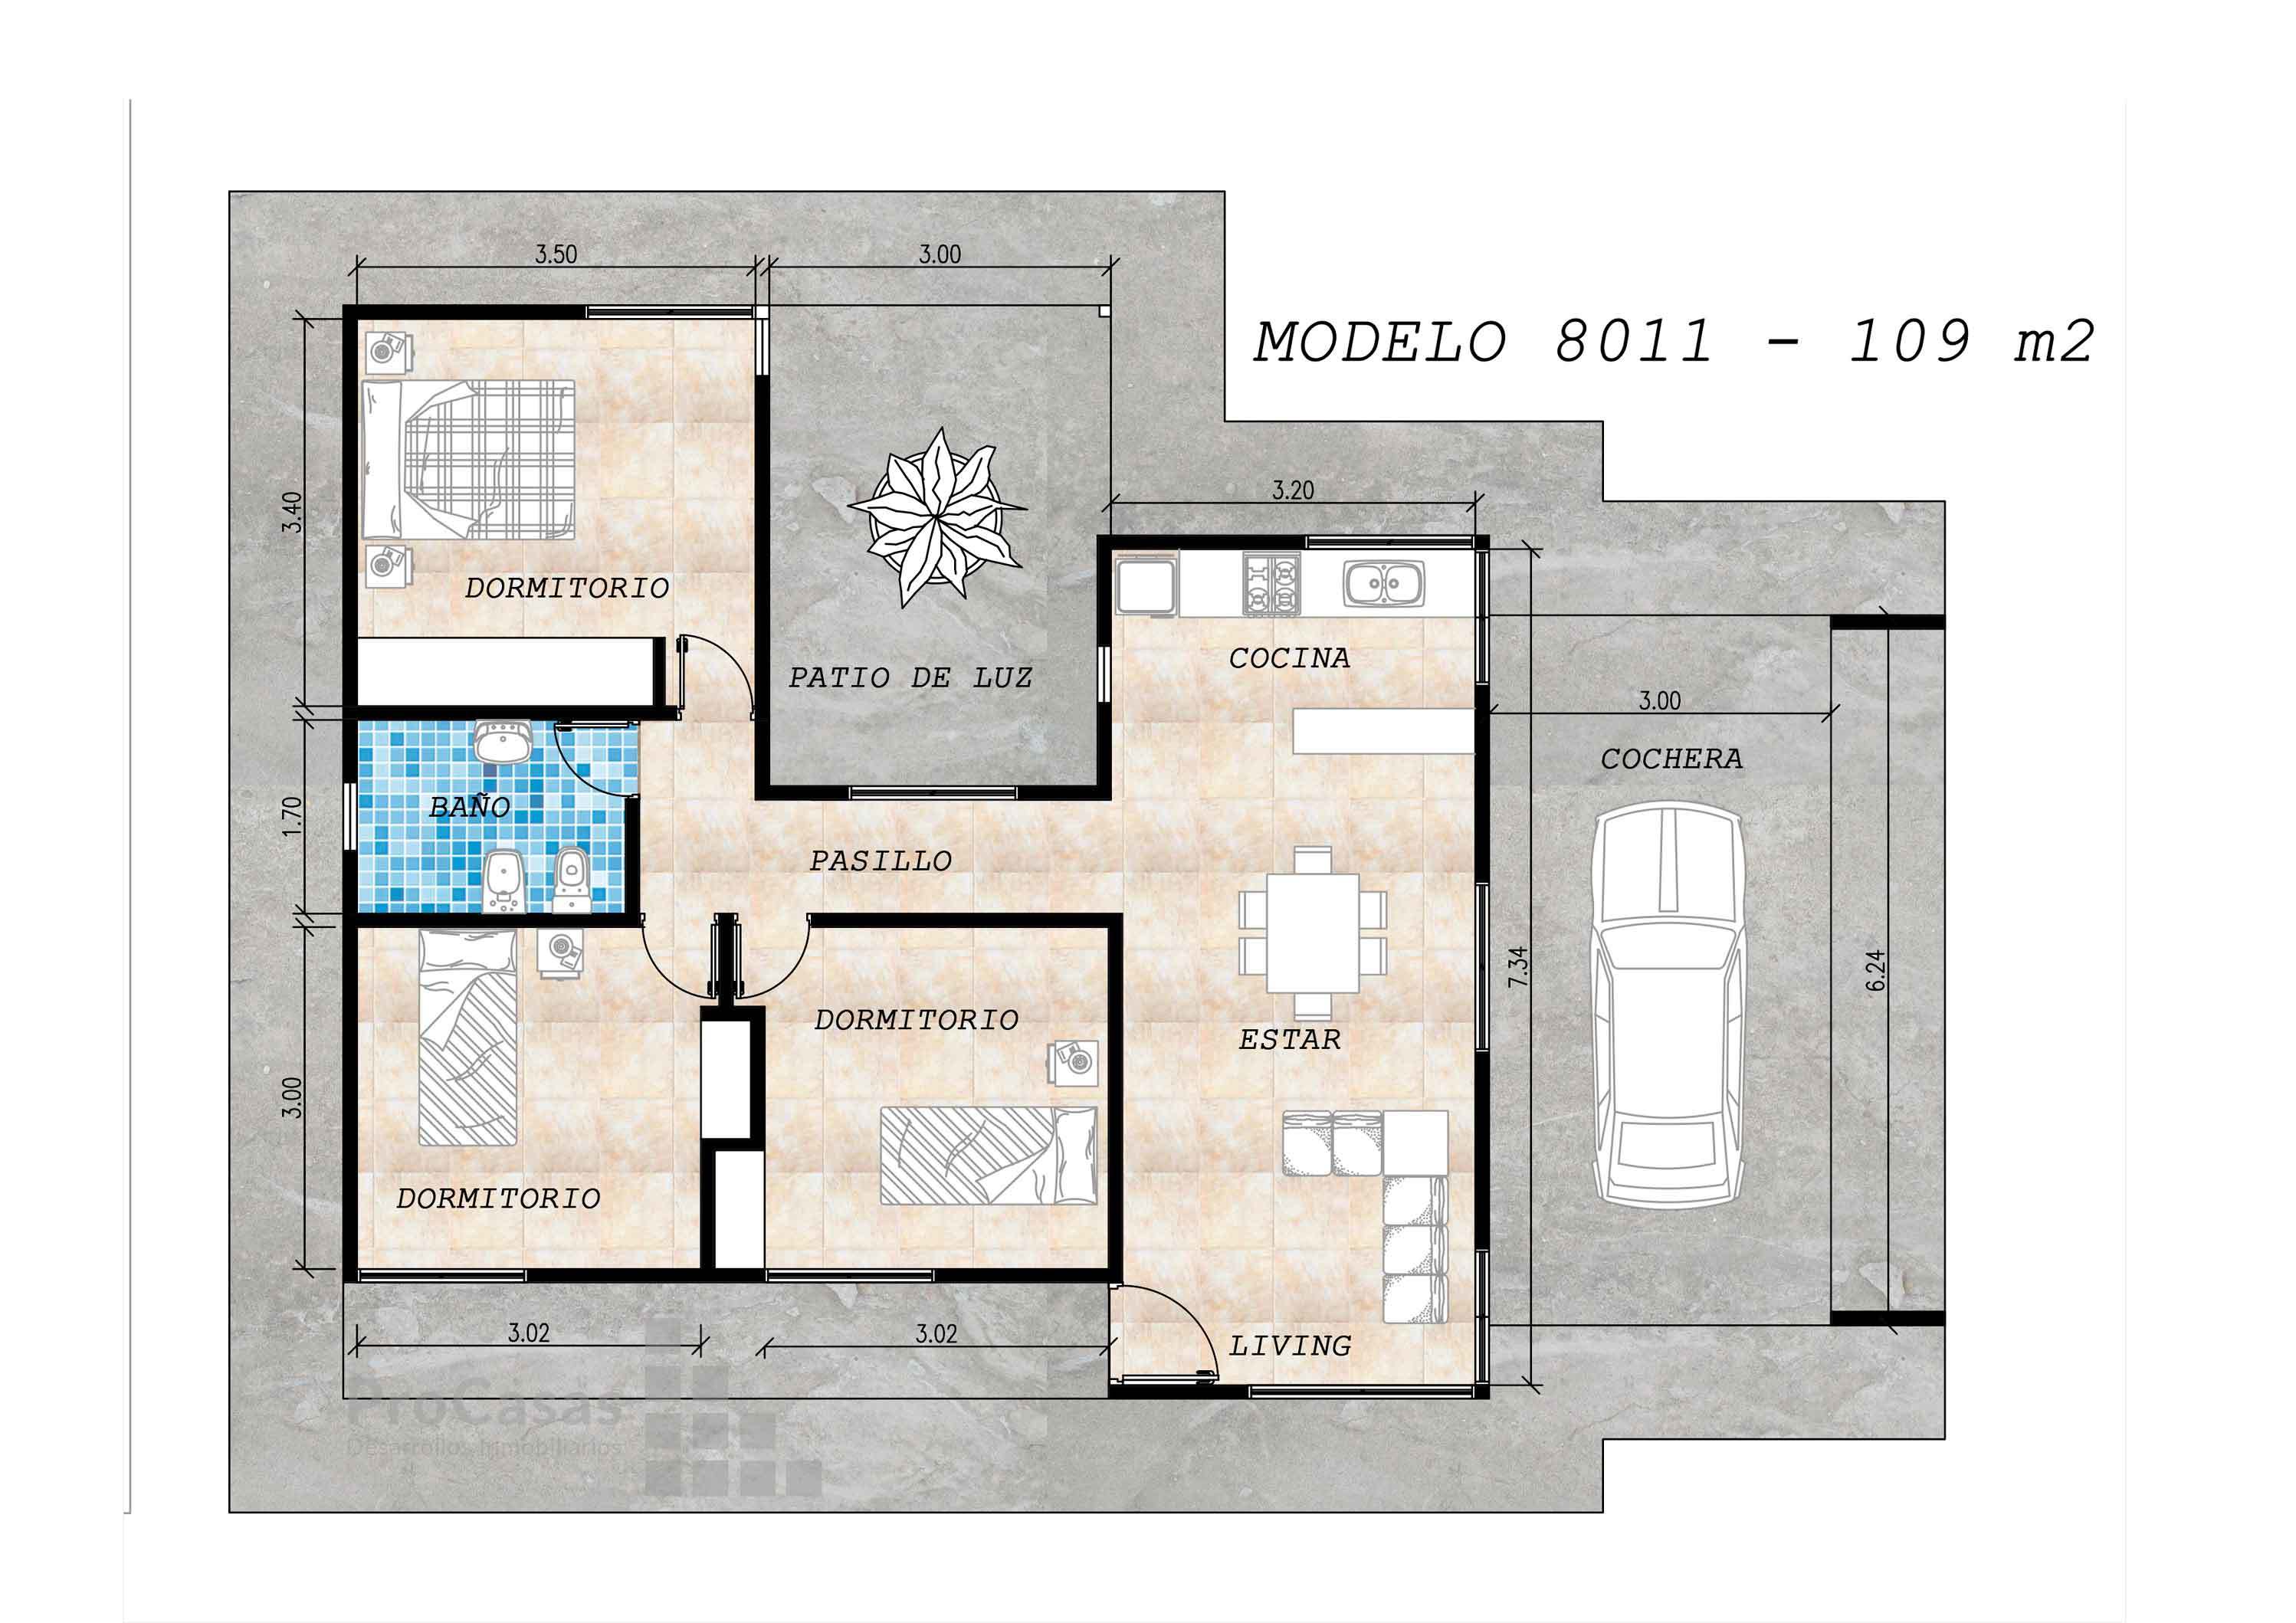 3.50
3.00
MODELO 8011 - 109 m2
3.20
3.40
DORMITORIO
PATIO DE LUZ
COCINA
3.00
COCHERA
1.70
BAÑO
PASILLO
7.34
6.24
DORMITORIO
ESTAR
3.00
DORMITORIO
3.02
3.02
LIVING
ProCasas
Desarrollos Inmobiliarios